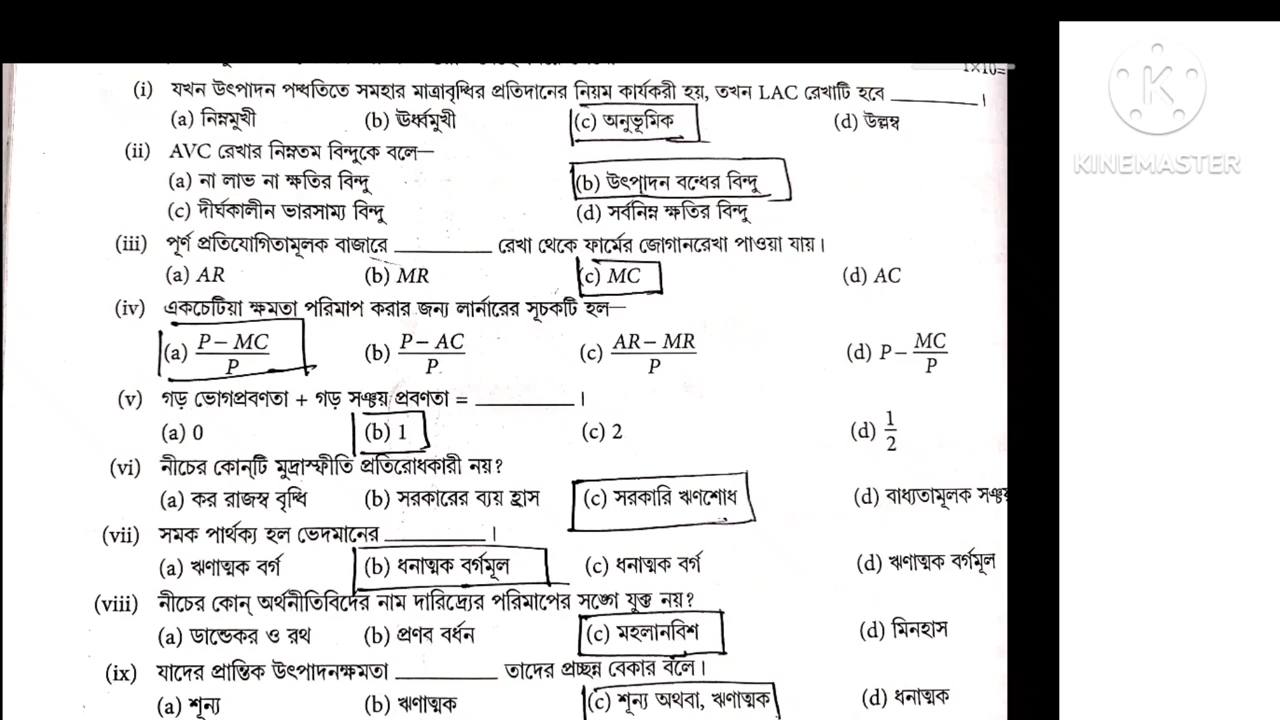 1X10=
(i) যখন উৎপাদন পদ্ধতিতে সমহার মাত্রাবৃদ্ধির প্রতিদানের নিয়ম কার্যকরী হয়, তখন LAC রেখাটি হবে __________ ।
(a) নিম্নমুখী (b) ঊর্ধ্বমুখী (c) অনুভূমিক (d) উল্লম্ব
(ii) AVC রেখার নিম্নতম বিন্দুকে বলে—
(a) না লাভ না ক্ষতির বিন্দু (b) উৎপাদন বন্ধের বিন্দু
(c) দীর্ঘকালীন ভারসাম্য বিন্দু (d) সর্বনিম্ন ক্ষতির বিন্দু
(iii) পূর্ণ প্রতিযোগিতামূলক বাজারে __________ রেখা থেকে ফার্মের জোগানরেখা পাওয়া যায়।
(a) AR (b) MR (c) MC (d) AC
(iv) একচেটিয়া ক্ষমতা পরিমাপ করার জন্য লার্নারের সূচকটি হল—
(a) (P – MC)/P (b) (P – AC)/P (c) (AR – MR)/P (d) P – MC/P
(v) গড় ভোগপ্রবণতা + গড় সঞ্চয় প্রবণতা = __________ ।
(a) 0 (b) 1 (c) 2 (d) 1/2
(vi) নীচের কোন্‌টি মুদ্রাস্ফীতি প্রতিরোধকারী নয়?
(a) কর রাজস্ব বৃদ্ধি (b) সরকারের ব্যয় হ্রাস (c) সরকারি ঋণশোধ (d) বাধ্যতামূলক সঞ্চয়
(vii) সমক পার্থক্য হল ভেদমানের __________ ।
(a) ঋণাত্মক বর্গ (b) ধনাত্মক বর্গমূল (c) ধনাত্মক বর্গ (d) ঋণাত্মক বর্গমূল
(viii) নীচের কোন্ অর্থনীতিবিদের নাম দারিদ্র্যের পরিমাপের সঙ্গে যুক্ত নয়?
(a) ডান্ডেকর ও রথ (b) প্রণব বর্ধন (c) মহলানবিশ (d) মিনহাস
(ix) যাদের প্রান্তিক উৎপাদনক্ষমতা __________ তাদের প্রচ্ছন্ন বেকার বলে।
(a) শূন্য (b) ঋণাত্মক (c) শূন্য অথবা, ঋণাত্মক (d) ধনাত্মক
KINEMASTER